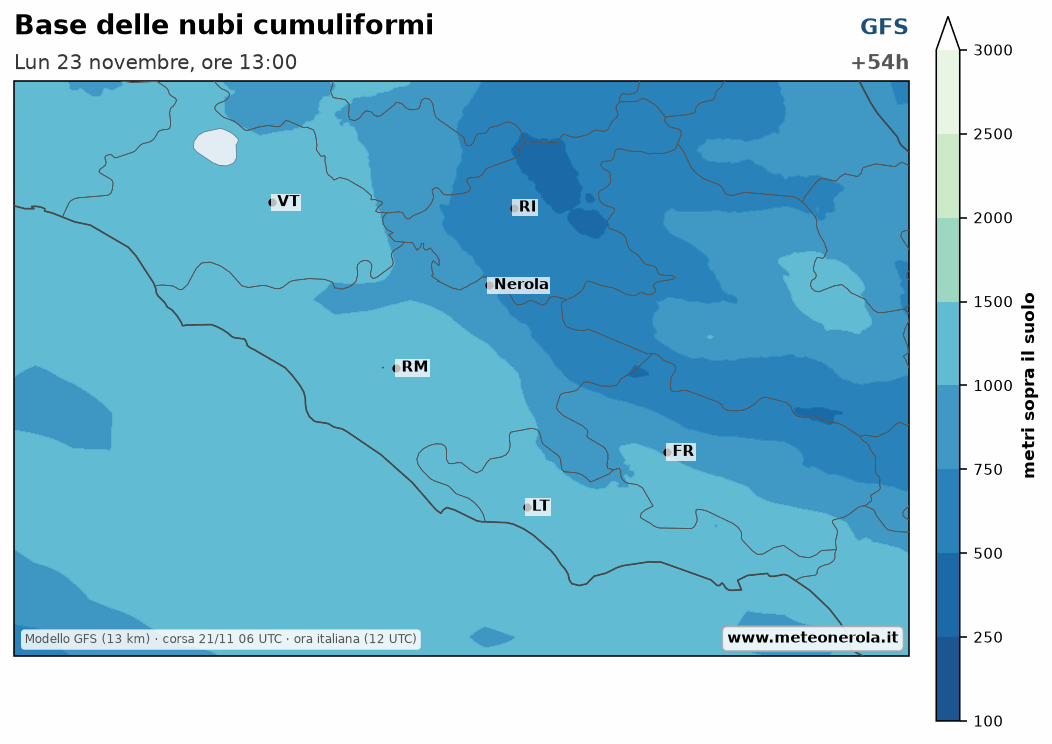 Base delle nubi cumuliformi
GFS
Lun 23 novembre, ore 13:00
+54h
VT
RI
Nerola
RM
FR
LT
3000
2500
2000
1500
1000
750
500
250
100
metri sopra il suolo
Modello GFS (13 km) · corsa 21/11 06 UTC · ora italiana (12 UTC)
www.meteonerola.it